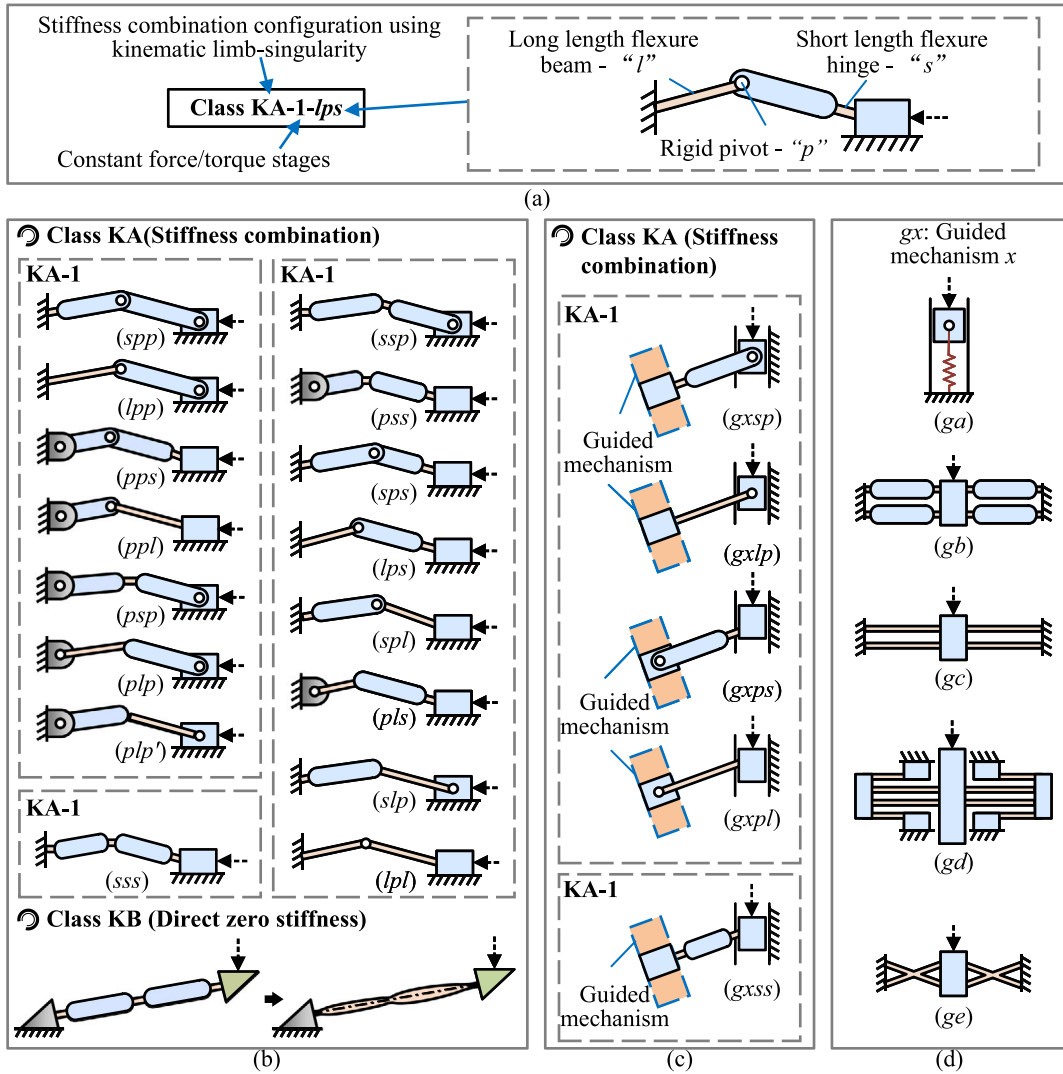 Stiffness combination configuration using
kinematic limb-singularity
Class KA-1-lps
Constant force/torque stages
Long length flexure
beam - “l”
Short length flexure
hinge - “s”
Rigid pivot - “p”
(a)
Class KA(Stiffness combination)
KA-1
(spp)
(lpp)
(pps)
(ppl)
(psp)
(plp)
(plp')
KA-1
(sss)
KA-1
(ssp)
(pss)
(sps)
(lps)
(spl)
(pls)
(slp)
(lpl)
Class KB (Direct zero stiffness)
(b)
Class KA (Stiffness
combination)
KA-1
(gxsp)
Guided
mechanism
(gxlp)
(gxps)
Guided
mechanism
(gxpl)
KA-1
(gxss)
Guided
mechanism
(c)
gx: Guided
mechanism x
(ga)
(gb)
(gc)
(gd)
(ge)
(d)